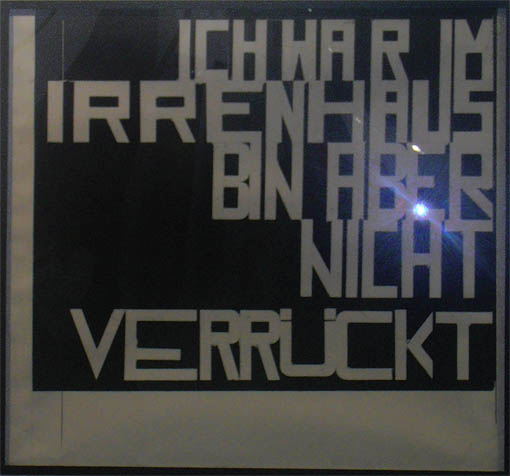 ICH WAR IM
IRRENHAUS
BIN ABER
NICHT
VERRÜCKT